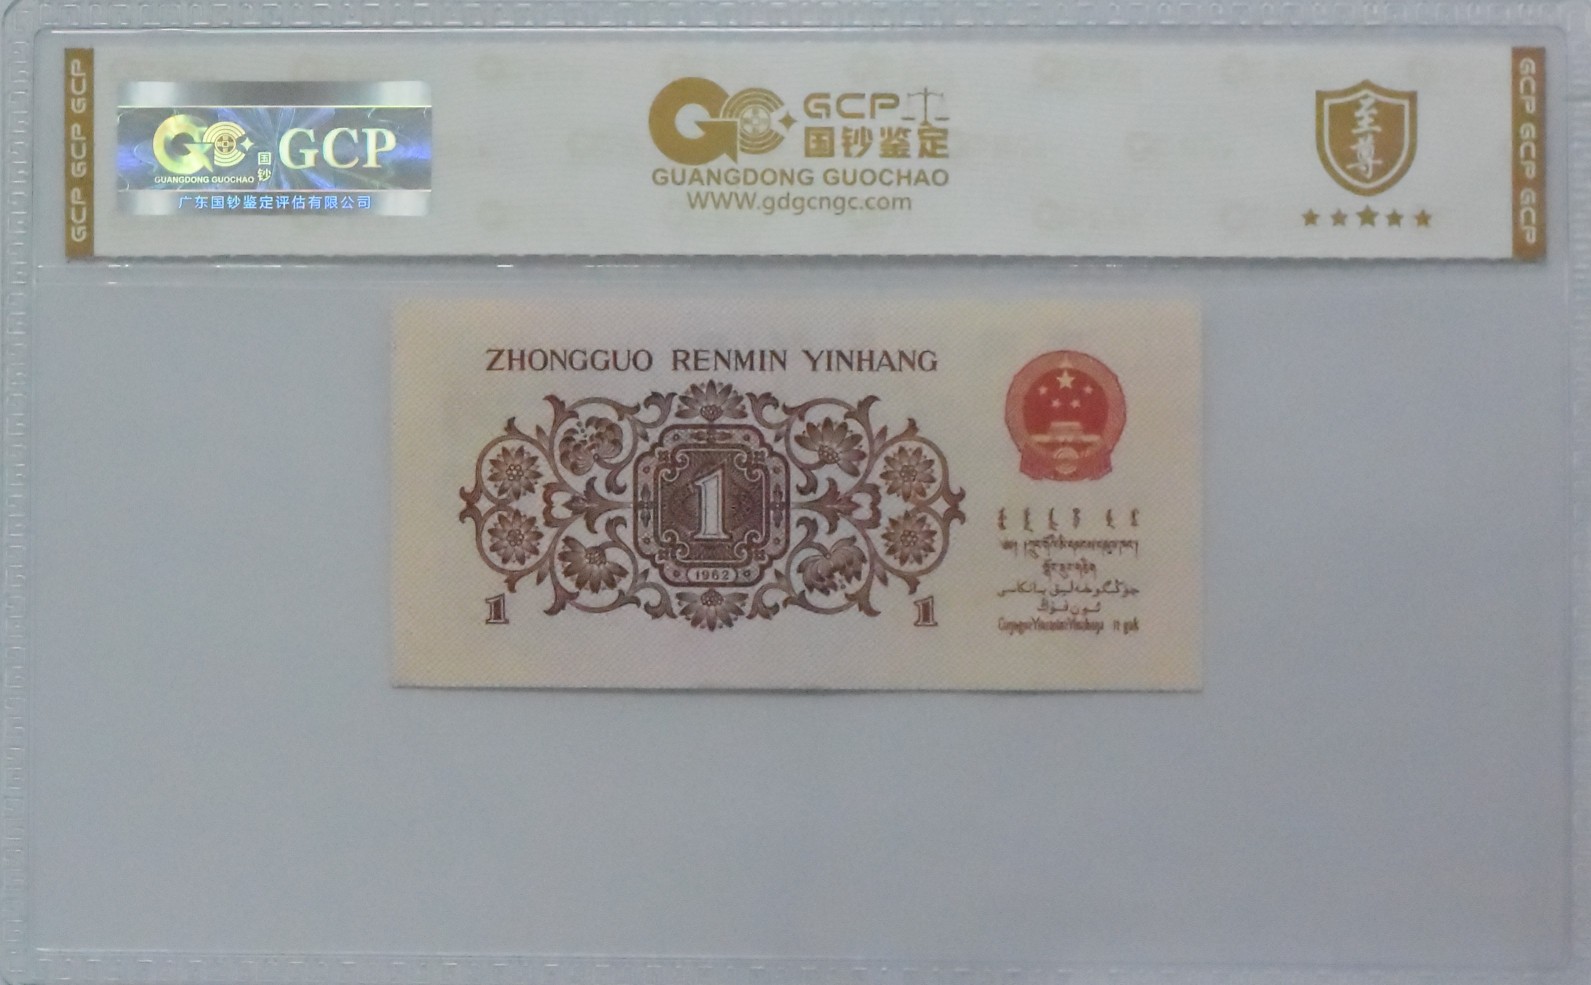 GCP GCP GCP
GC GCP
国钞
GUANGDONG GUOCHAO
广东国钞鉴定评估有限公司
GC GCP
国钞鉴定
GUANGDONG GUOCHAO
WWW.gdgcngc.com
至尊
GCP GCP GCP
ZHONGGUO RENMIN YINHANG
1
1962
1
1